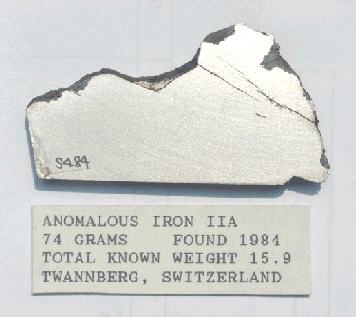 S484
ANOMALOUS IRON IIA
74 GRAMS FOUND 1984
TOTAL KNOWN WEIGHT 15.9
TWANNBERG, SWITZERLAND